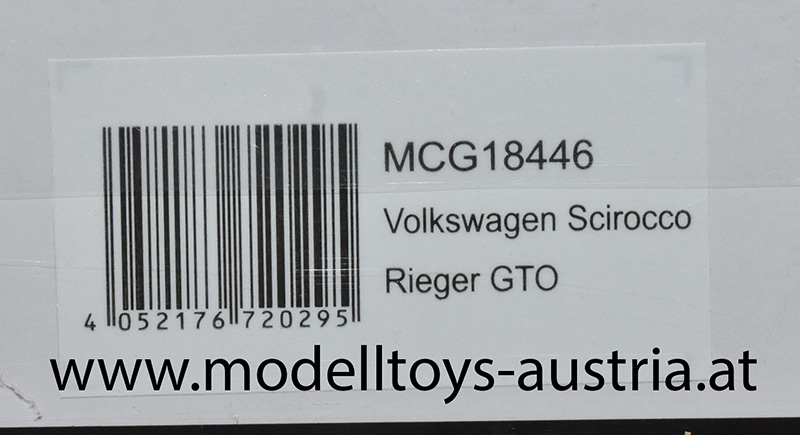 MCG18446
Volkswagen Scirocco
Rieger GTO
4 052176 720295
www.modelltoys-austria.at